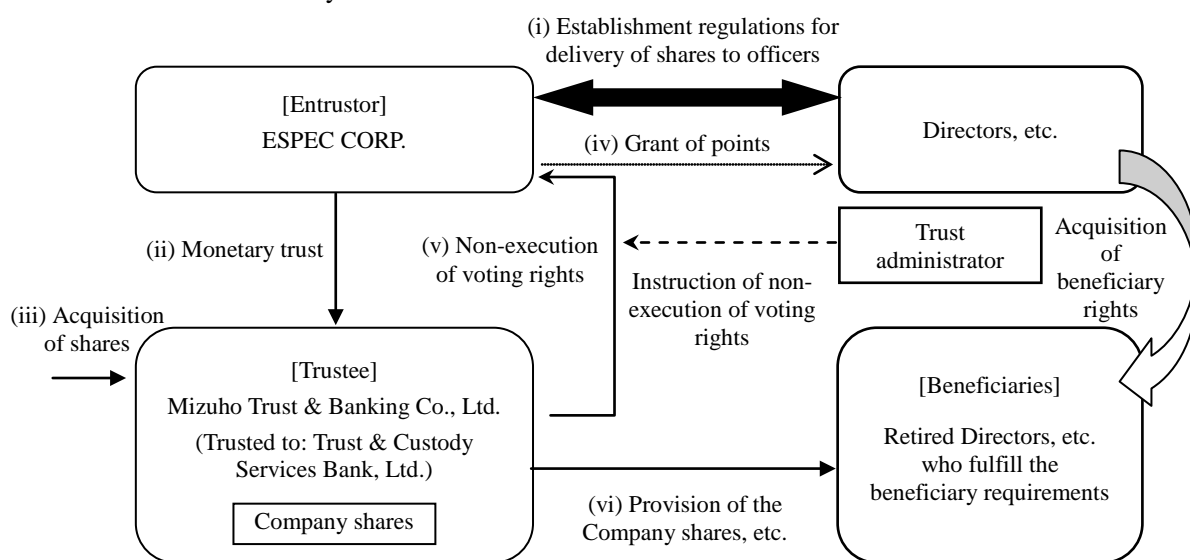 (i) Establishment regulations for
delivery of shares to officers
[Entrustor]
ESPEC CORP.
Directors, etc.
(iv) Grant of points
(ii) Monetary trust
(v) Non-execution
of voting rights
Trust
administrator
Acquisition
of
beneficiary
rights
Instruction of non-
execution of voting
rights
(iii) Acquisition
of shares
[Trustee]
Mizuho Trust & Banking Co., Ltd.
(Trusted to: Trust & Custody
Services Bank, Ltd.)
Company shares
[Beneficiaries]
Retired Directors, etc.
who fulfill the
beneficiary requirements
(vi) Provision of the
Company shares, etc.